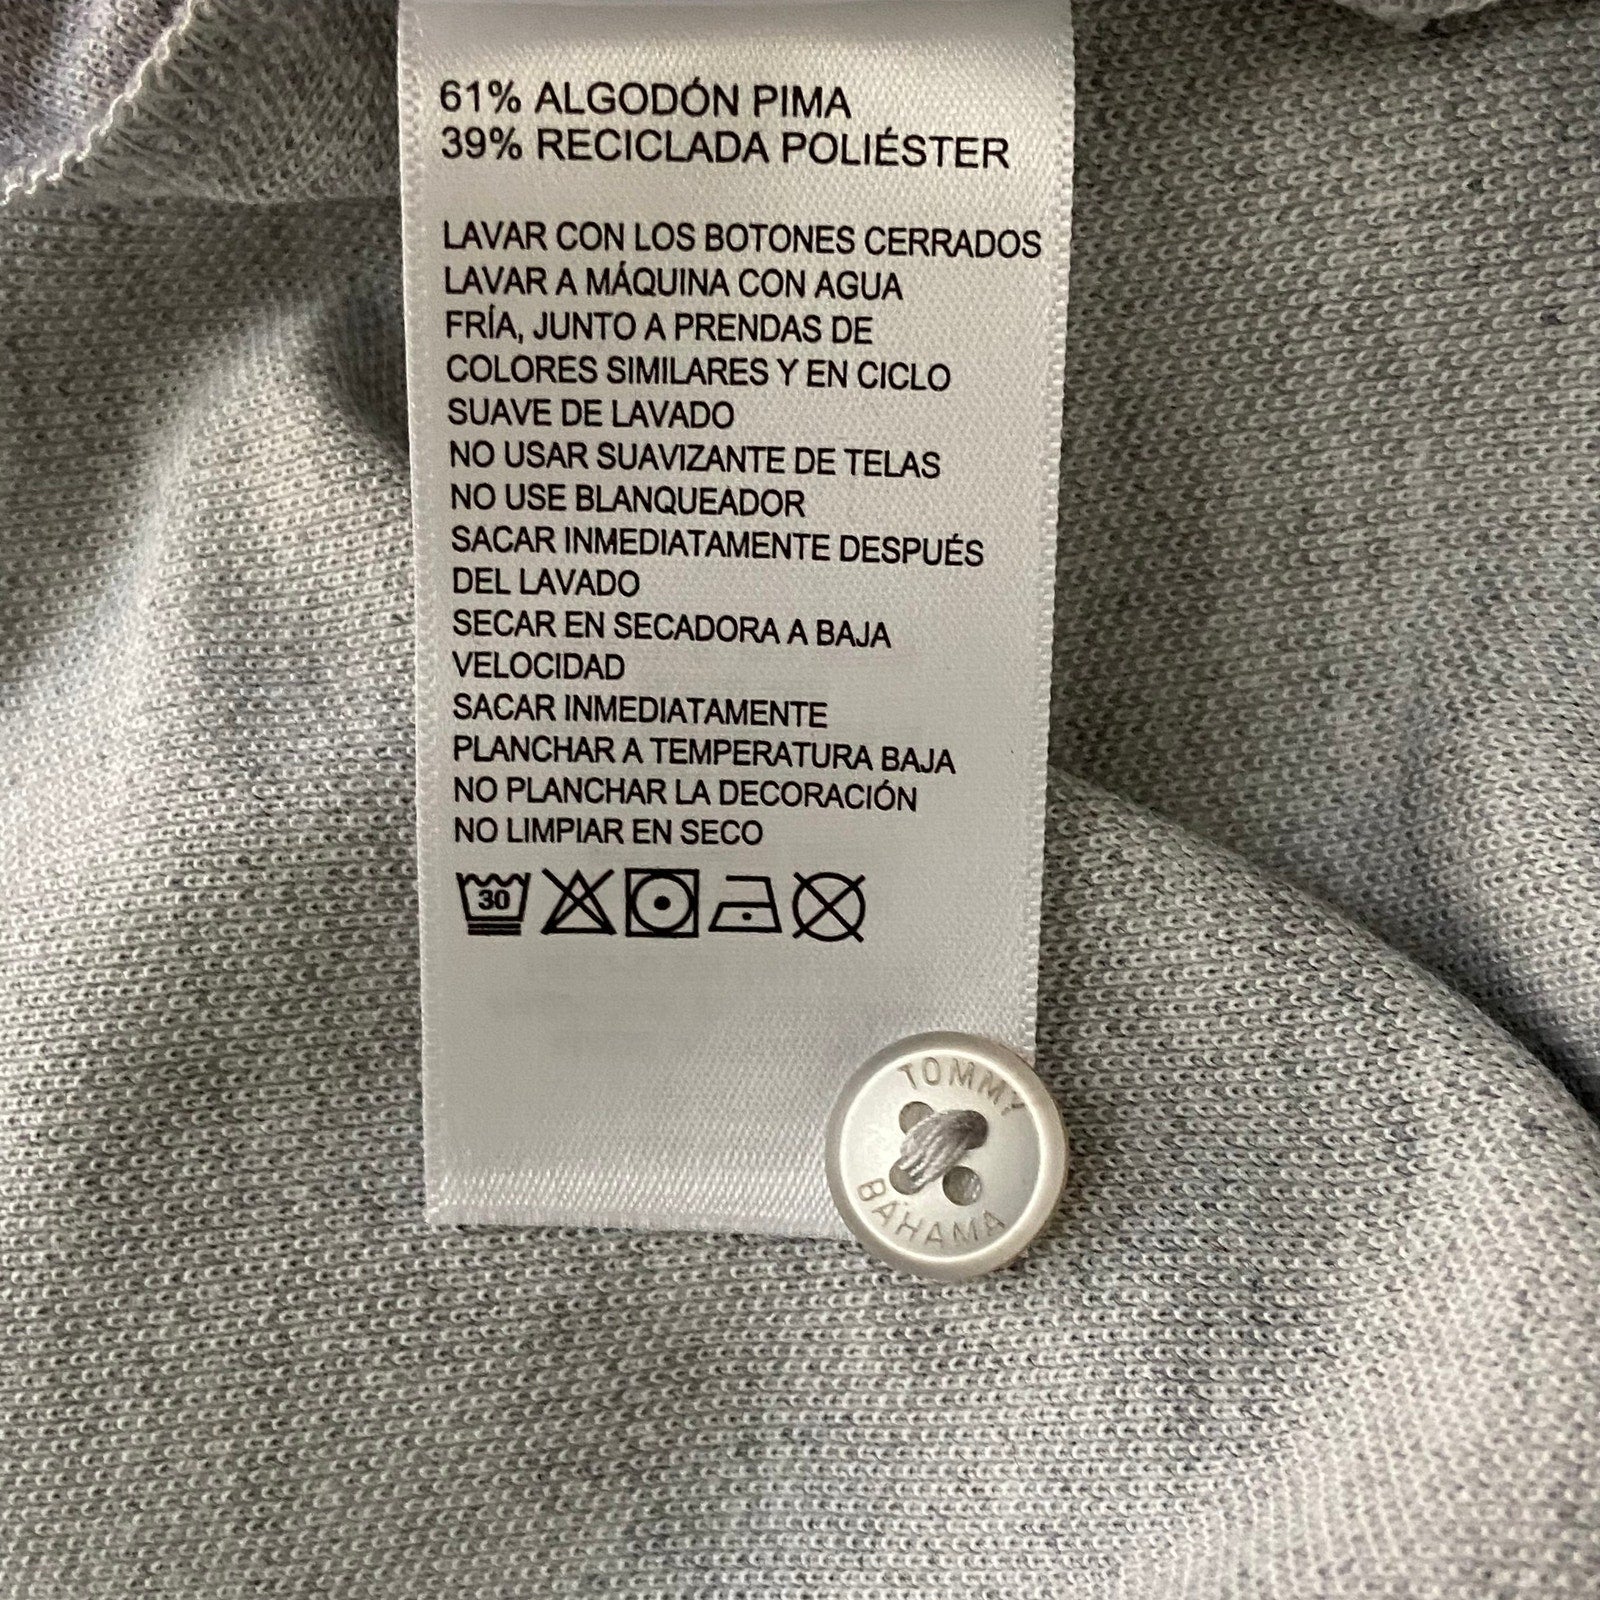 61% ALGODÓN PIMA
39% RECICLADA POLIÉSTER
LAVAR CON LOS BOTONES CERRADOS
LAVAR A MÁQUINA CON AGUA
FRÍA, JUNTO A PRENDAS DE
COLORES SIMILARES Y EN CICLO
SUAVE DE LAVADO
NO USAR SUAVIZANTE DE TELAS
NO USE BLANQUEADOR
SACAR INMEDIATAMENTE DESPUÉS
DEL LAVADO
SECAR EN SECADORA A BAJA
VELOCIDAD
SACAR INMEDIATAMENTE
PLANCHAR A TEMPERATURA BAJA
NO PLANCHAR LA DECORACIÓN
NO LIMPIAR EN SECO
30
TOMMY
BAHAMA